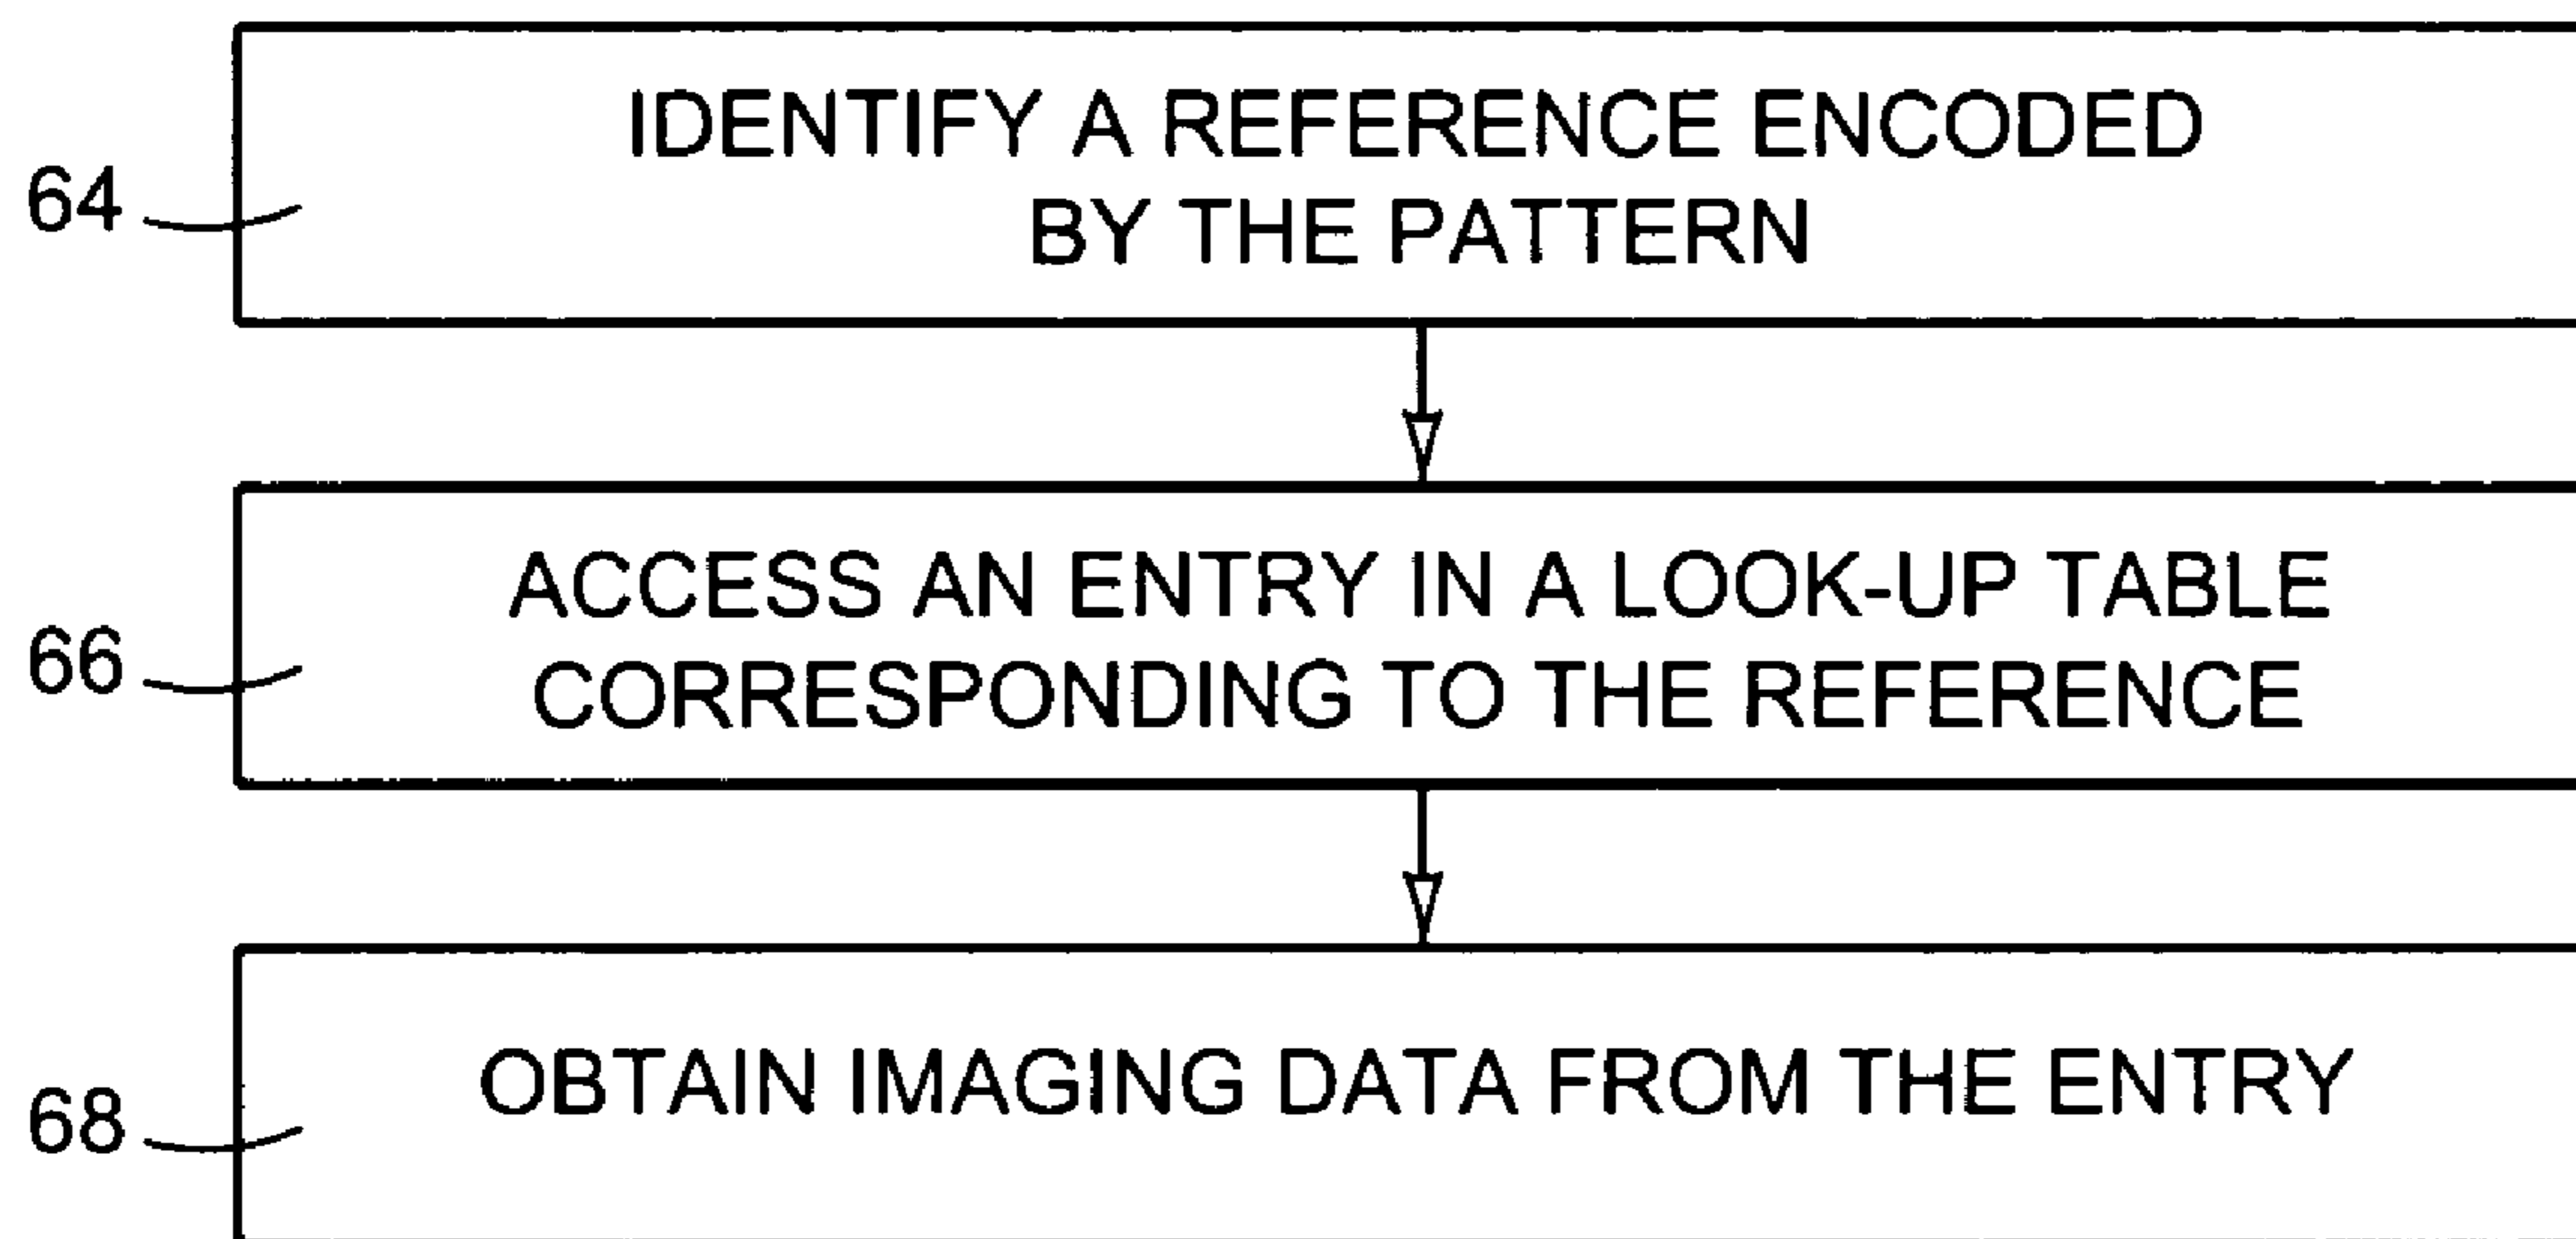 IDENTIFY A REFERENCE ENCODED
BY THE PATTERN
64
ACCESS AN ENTRY IN A LOOK-UP TABLE
CORRESPONDING TO THE REFERENCE
66
OBTAIN IMAGING DATA FROM THE ENTRY
68